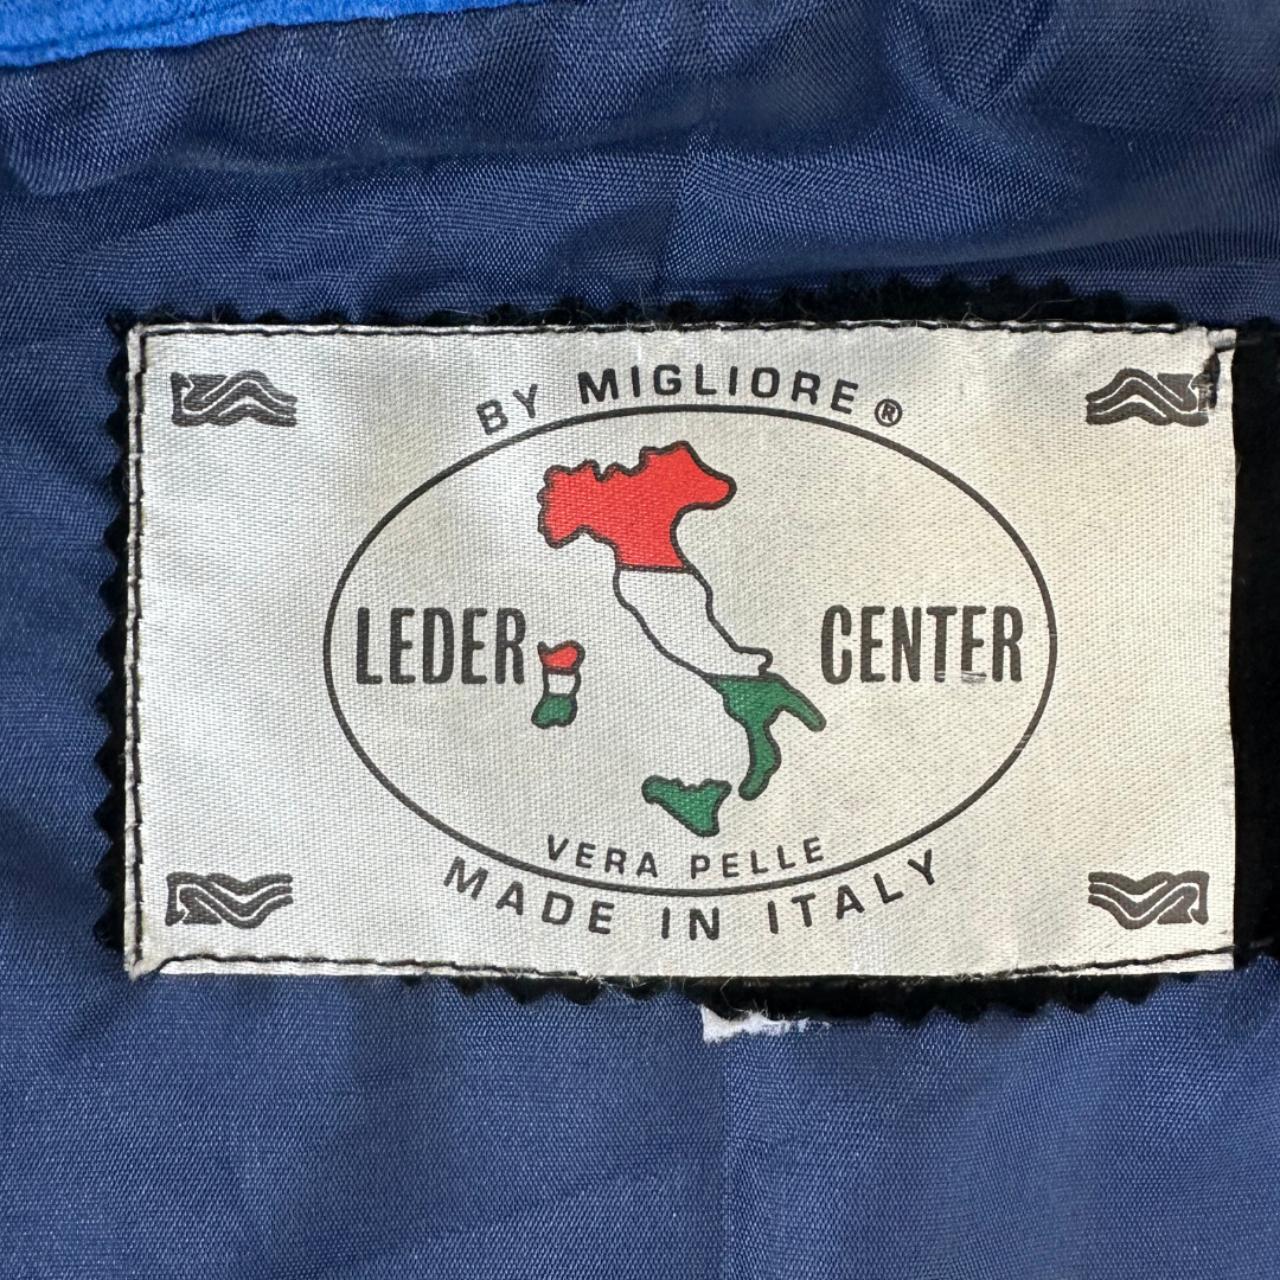 BY MIGLIORE ®
LEDER CENTER
VERA PELLE
MADE IN ITALY